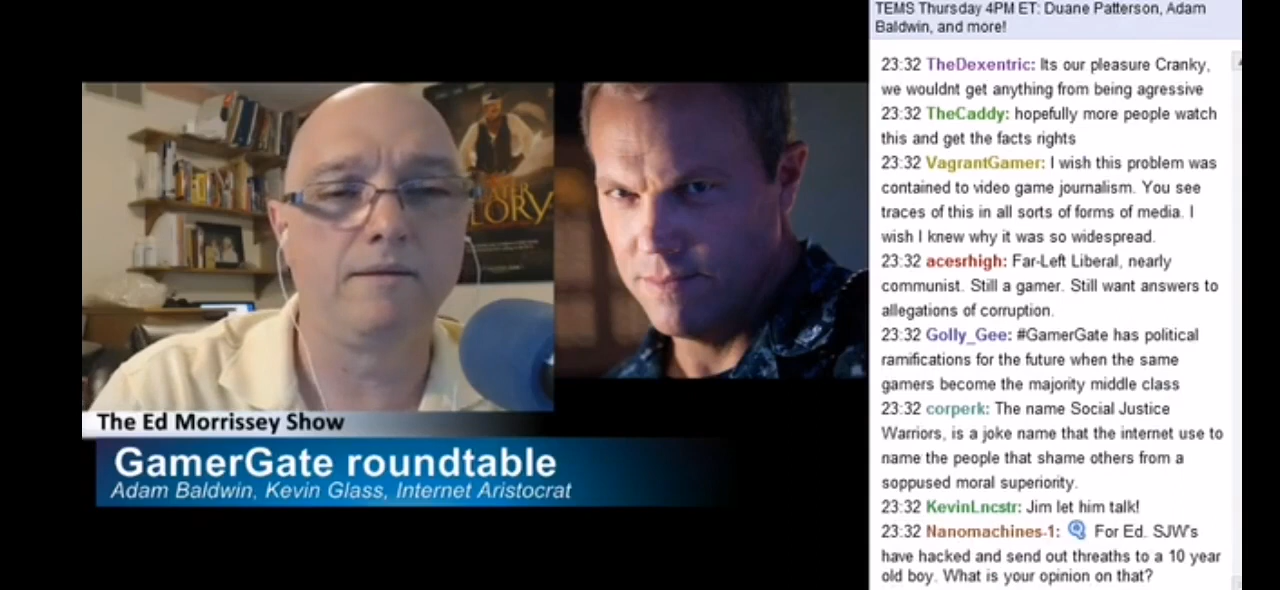 TEMS Thursday 4PM ET: Duane Patterson, Adam
Baldwin, and more!
23:32 TheDexentric: Its our pleasure Cranky,
we wouldnt get anything from being agressive
23:32 TheCaddy: hopefully more people watch
this and get the facts rights
23:32 VagrantGamer: I wish this problem was
contained to video game journalism. You see
traces of this in all sorts of forms of media. I
wish I knew why it was so widespread.
23:32 acesrhigh: Far-Left Liberal, nearly
communist. Still a gamer. Still want answers to
allegations of corruption.
23:32 Golly_Gee: #GamerGate has political
ramifications for the future when the same
gamers become the majority middle class
23:32 corperk: The name Social Justice
Warriors, is a joke name that the internet use to
name the people that shame others from a
soppused moral superiority.
23:32 KevinLncstr: Jim let him talk!
23:32 Nanomachines-1: For Ed. SJW's
have hacked and send out threaths to a 10 year
old boy. What is your opinion on that?
The Ed Morrissey Show
GamerGate roundtable
Adam Baldwin, Kevin Glass, Internet Aristocrat